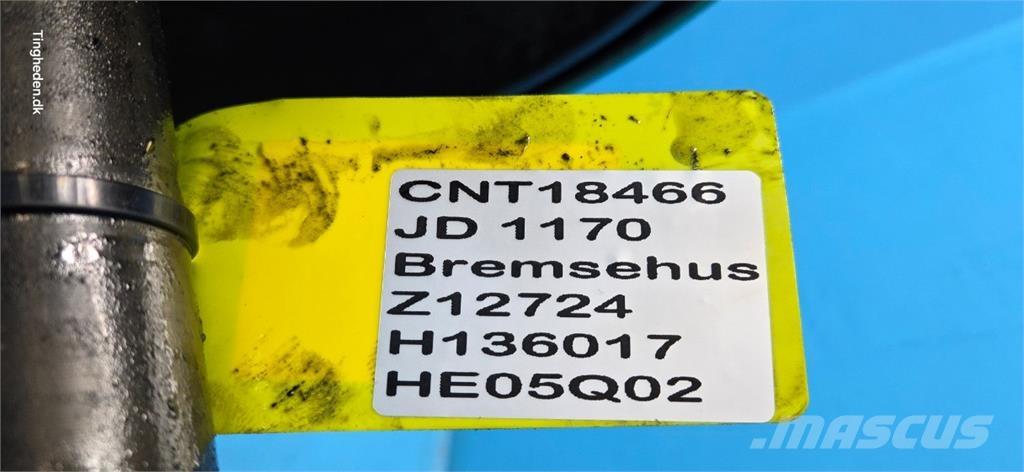 Tingheden.dk
CNT18466
JD 1170
Bremsehus
Z12724
H136017
HE05Q02
MASCUS